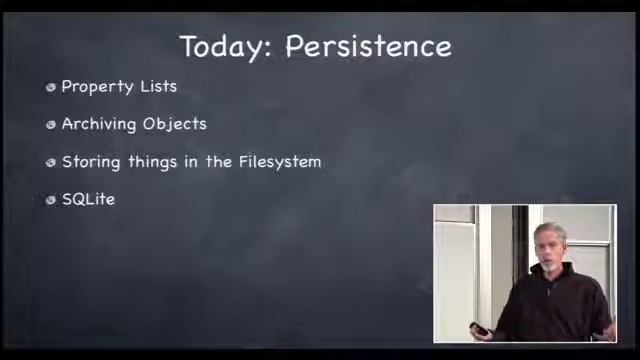 Today: Persistence
Property Lists
Archiving Objects
Storing things in the Filesystem
SQLite